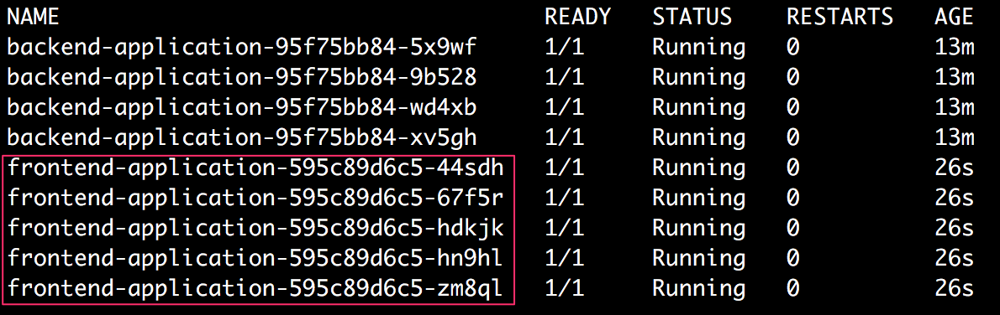 NAME READY STATUS RESTARTS AGE
backend-application-95f75bb84-5x9wf 1/1 Running 0 13m
backend-application-95f75bb84-9b528 1/1 Running 0 13m
backend-application-95f75bb84-wd4xb 1/1 Running 0 13m
backend-application-95f75bb84-xv5gh 1/1 Running 0 13m
frontend-application-595c89d6c5-44sdh 1/1 Running 0 26s
frontend-application-595c89d6c5-67f5r 1/1 Running 0 26s
frontend-application-595c89d6c5-hdkjk 1/1 Running 0 26s
frontend-application-595c89d6c5-hn9hl 1/1 Running 0 26s
frontend-application-595c89d6c5-zm8ql 1/1 Running 0 26s